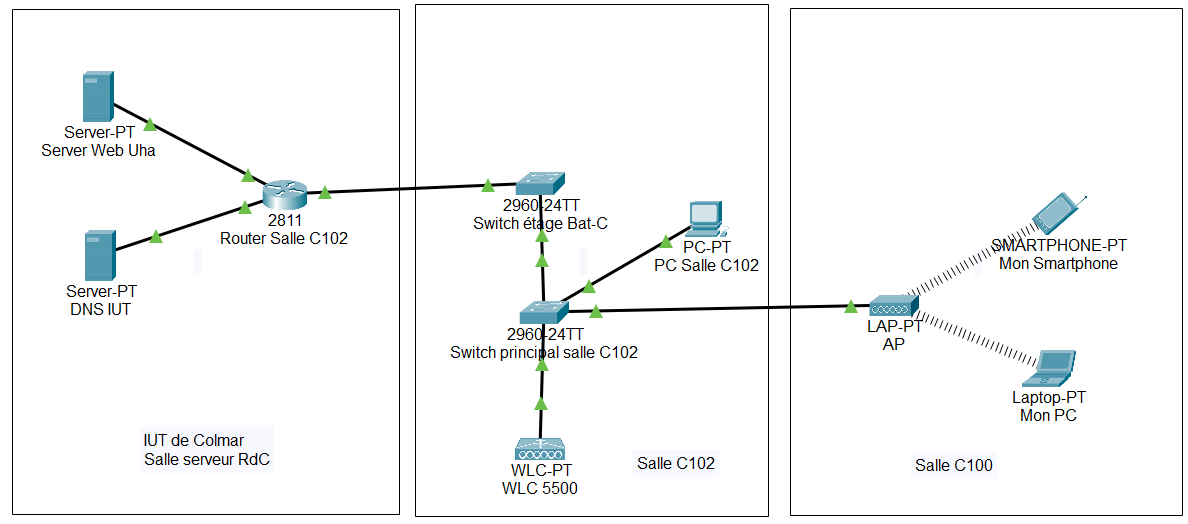 Server-PT
Server Web Uha
2811
Router Salle C102
Server-PT
DNS IUT
IUT de Colmar
Salle serveur RdC
2960-24TT
Switch étage Bat-C
PC-PT
PC Salle C102
2960-24TT
Switch principal salle C102
WLC-PT
WLC 5500
Salle C102
SMARTPHONE-PT
Mon Smartphone
LAP-PT
AP
Laptop-PT
Mon PC
Salle C100